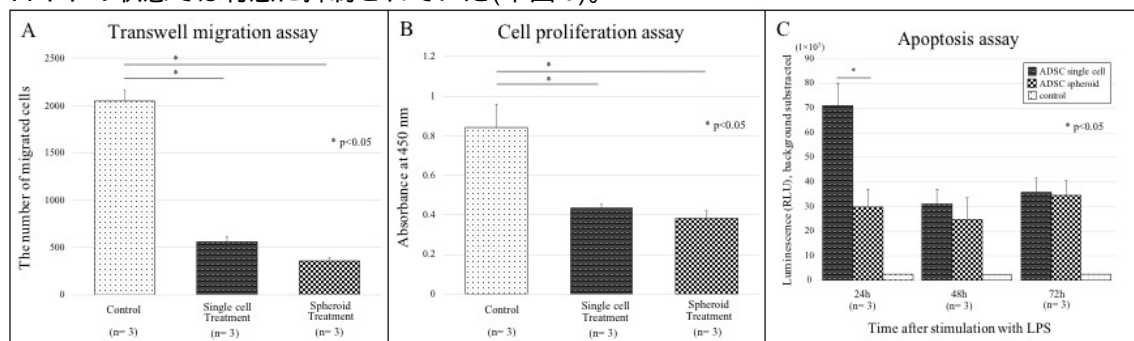 A
Transwell migration assay
The number of migrated cells
2500
2000
1500
1000
500
0
*
*
* p<0.05
Control
(n= 3)
Single cell
Treatment
(n= 3)
Spheroid
Treatment
(n= 3)
B
Cell proliferation assay
Absorbance at 450 nm
1.2
1
0.8
0.6
0.4
0.2
0
*
*
* p<0.05
Control
(n= 3)
Single cell
Treatment
(n= 3)
Spheroid
Treatment
(n= 3)
C
Apoptosis assay
(1×10⁷)
Luminescence (RLU), background substracted
90
80
70
60
50
40
30
20
10
0
*
ADSC single cell
ADSC spheroid
control
* p<0.05
24h
(n= 3)
48h
(n= 3)
72h
(n= 3)
Time after stimulation with LPS